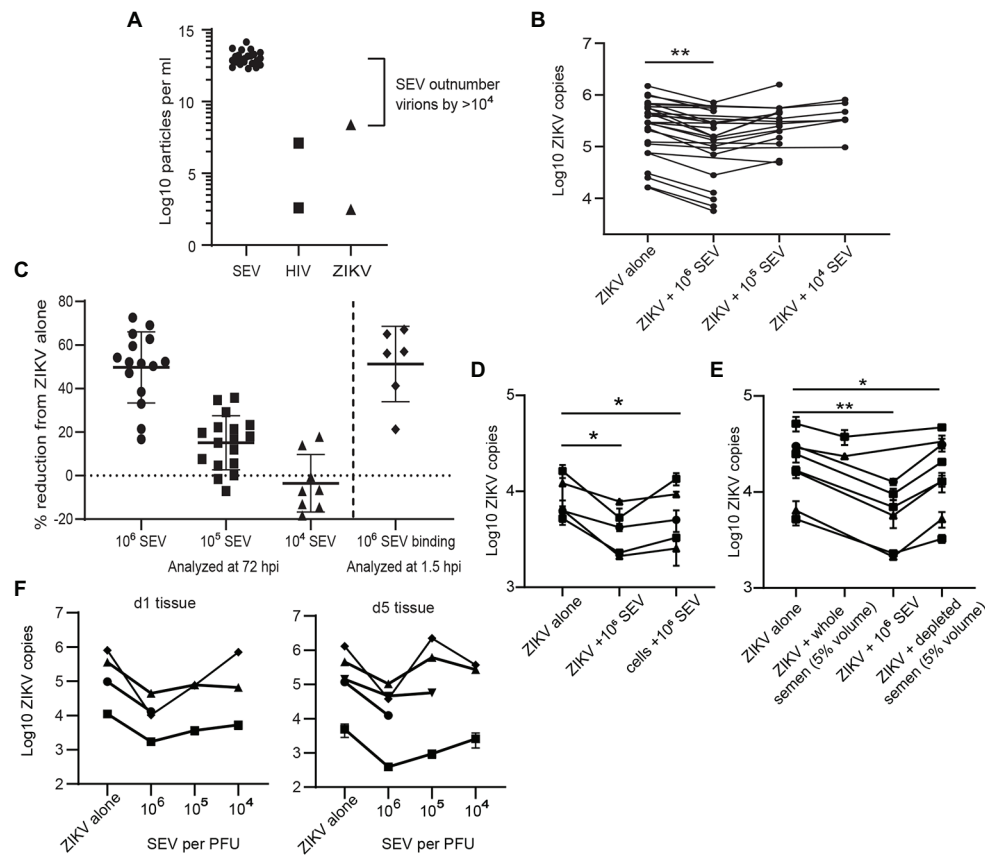 A
Log10 particles per ml
15
10
5
0
SEV outnumber
virions by >10⁴
SEV
HIV
ZIKV
B
Log10 ZIKV copies
7
6
5
4
**
ZIKV alone
ZIKV + 10⁶ SEV
ZIKV + 10⁵ SEV
ZIKV + 10⁴ SEV
C
% reduction from ZIKV alone
80
60
40
20
0
-20
10⁶ SEV
10⁵ SEV
10⁴ SEV
10⁶ SEV binding
Analyzed at 72 hpi
Analyzed at 1.5 hpi
D
Log10 ZIKV copies
5
4
3
*
*
ZIKV alone
ZIKV +10⁶ SEV
cells +10⁶ SEV
E
Log10 ZIKV copies
5
4
3
*
**
ZIKV alone
ZIKV + whole
semen (5% volume)
ZIKV + 10⁶ SEV
ZIKV + depleted
semen (5% volume)
F
d1 tissue
Log10 ZIKV copies
7
6
5
4
3
2
ZIKV alone
10⁶
10⁵
10⁴
SEV per PFU
d5 tissue
7
6
5
4
3
2
ZIKV alone
10⁶
10⁵
10⁴
SEV per PFU